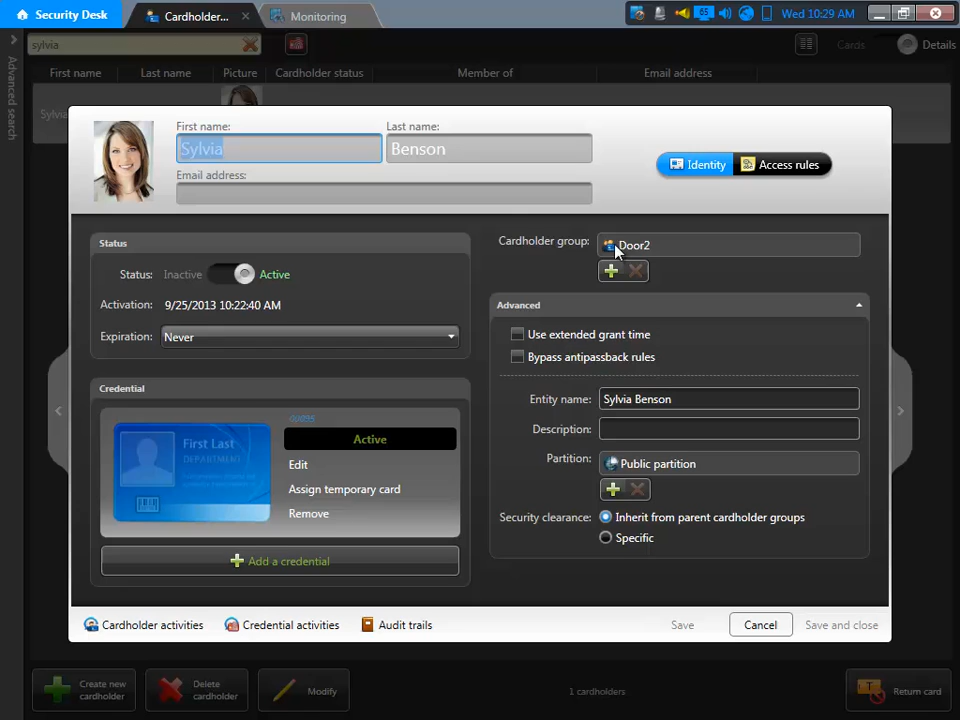 Security Desk
Cardholder...
Monitoring
65
Wed 10:29 AM
sylvia
Cards
Details
Advanced search
First name
Last name
Picture
Cardholder status
Member of
Email address
Sylvia
First name:
Last name:
Sylvia
Benson
Email address:
Identity
Access rules
Status
Status:
Inactive
Active
Activation:
9/25/2013 10:22:40 AM
Expiration:
Never
Cardholder group:
Door2
Advanced
Use extended grant time
Bypass antipassback rules
Entity name:
Sylvia Benson
Description:
Partition:
Public partition
Security clearance:
Inherit from parent cardholder groups
Specific
Credential
First Last
DEPARTMENT
Active
Edit
Assign temporary card
Remove
Add a credential
Cardholder activities
Credential activities
Audit trails
Save
Cancel
Save and close
Create new
cardholder
Delete
cardholder
Modify
1 cardholders
Return card